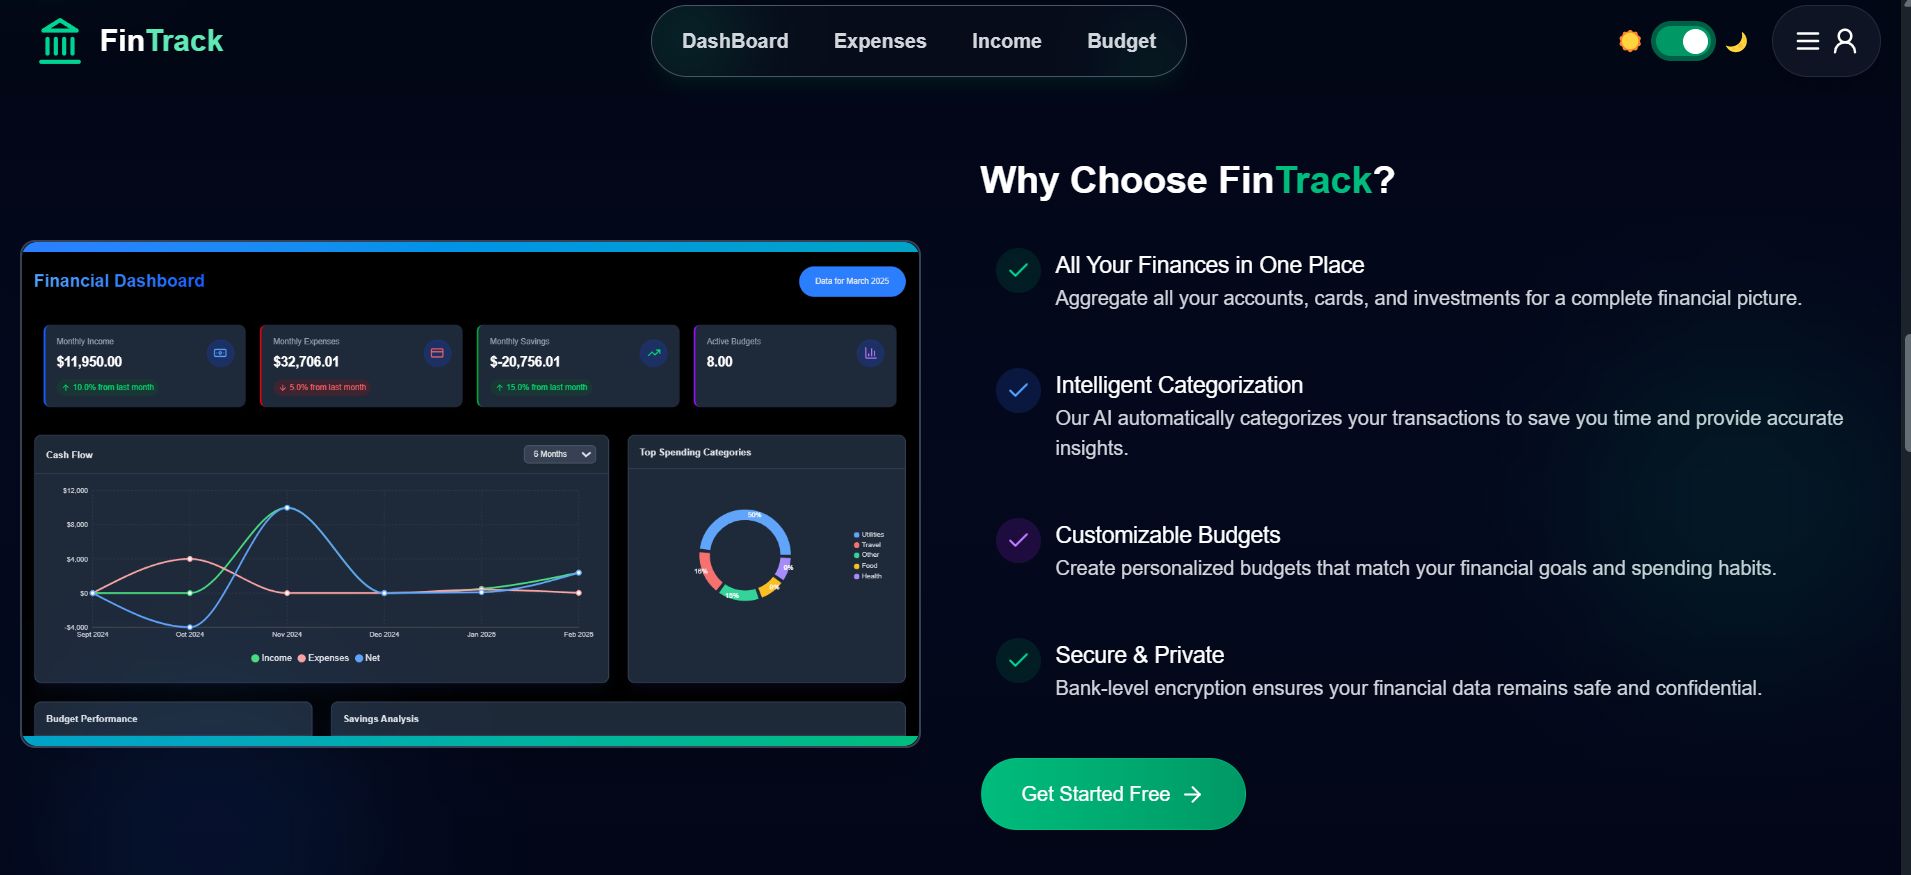 FinTrack
DashBoard Expenses Income Budget
Financial Dashboard
Data for March 2025
Monthly Income
$11,950.00
↑ 10.0% from last month
Monthly Expenses
$32,706.01
↓ 5.0% from last month
Monthly Savings
$-20,756.01
↑ 15.0% from last month
Active Budgets
8.00
Cash Flow
6 Months
$12,000
$8,000
$4,000
$0
-$4,000
Sept 2024 Oct 2024 Nov 2024 Dec 2024 Jan 2025 Feb 2025
Income Expenses Net
Top Spending Categories
50%
16%
15%
Utilities
Travel
Other
Food
Health
Budget Performance
Savings Analysis
Why Choose FinTrack?
All Your Finances in One Place
Aggregate all your accounts, cards, and investments for a complete financial picture.
Intelligent Categorization
Our AI automatically categorizes your transactions to save you time and provide accurate
insights.
Customizable Budgets
Create personalized budgets that match your financial goals and spending habits.
Secure & Private
Bank-level encryption ensures your financial data remains safe and confidential.
Get Started Free →